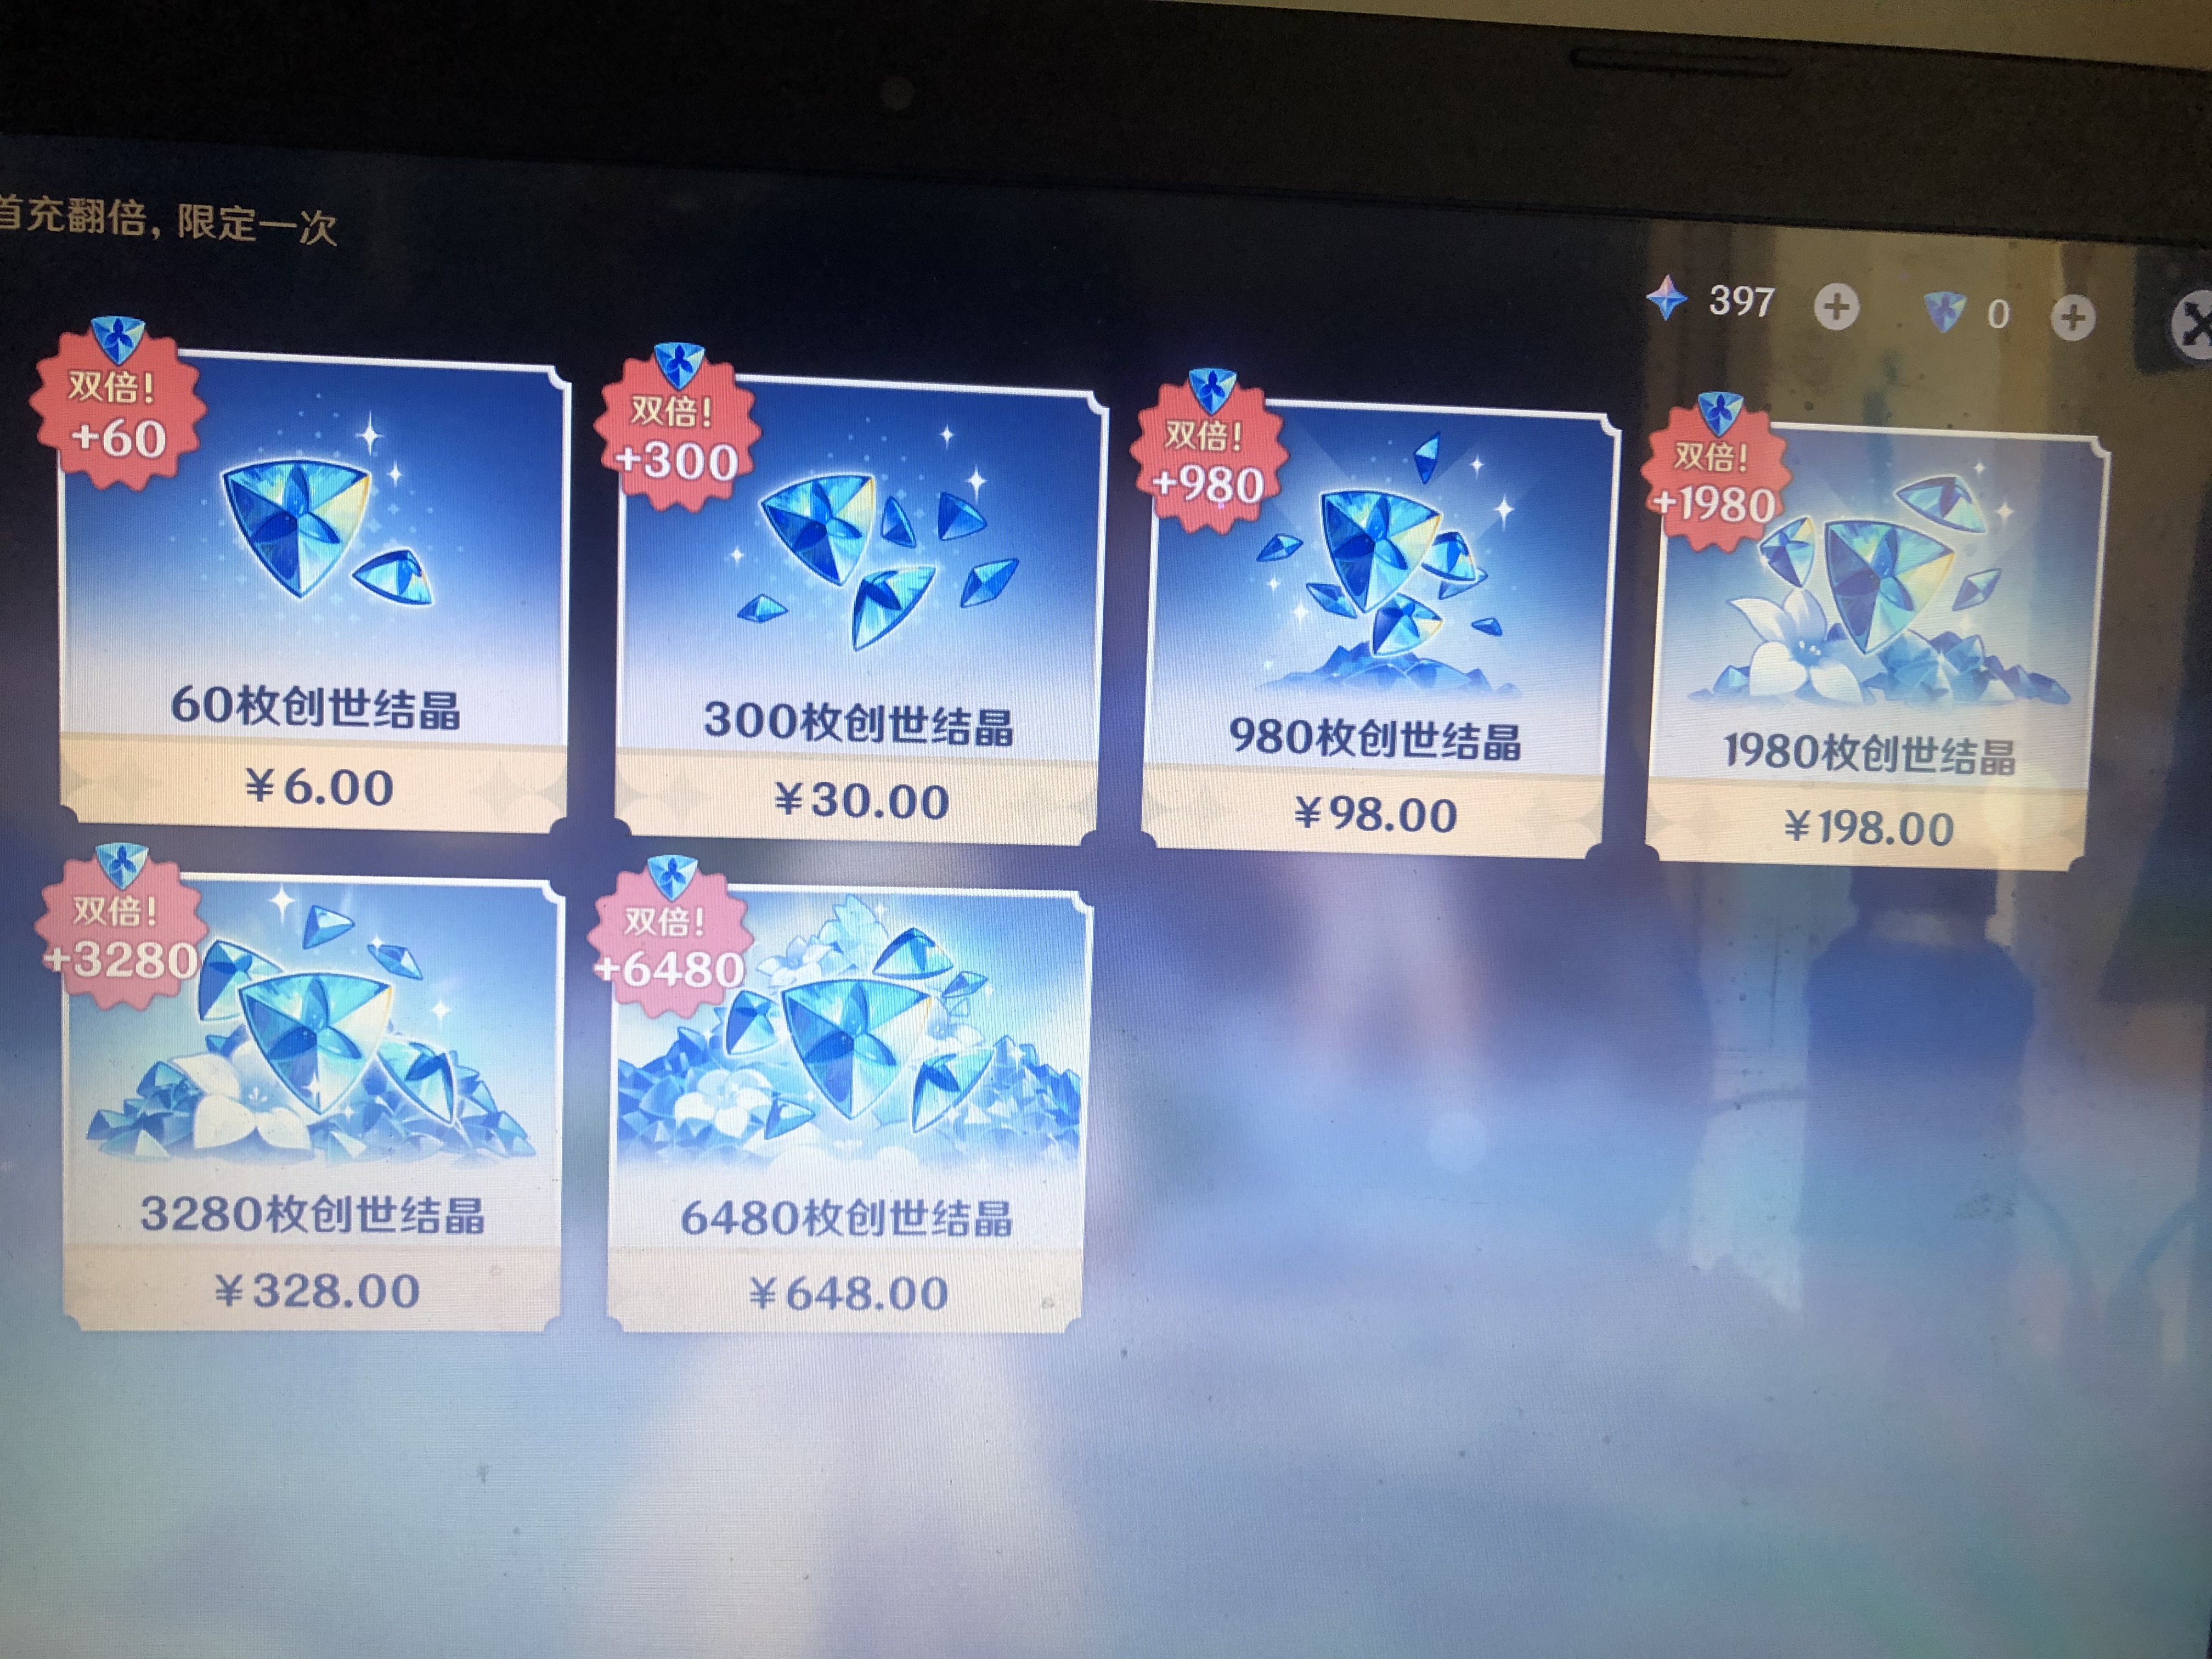 首充翻倍，限定一次
397
0
双倍！
+60
60枚创世结晶
¥6.00
双倍！
+300
300枚创世结晶
¥30.00
双倍！
+980
980枚创世结晶
¥98.00
双倍！
+1980
1980枚创世结晶
¥198.00
双倍！
+3280
3280枚创世结晶
¥328.00
双倍！
+6480
6480枚创世结晶
¥648.00